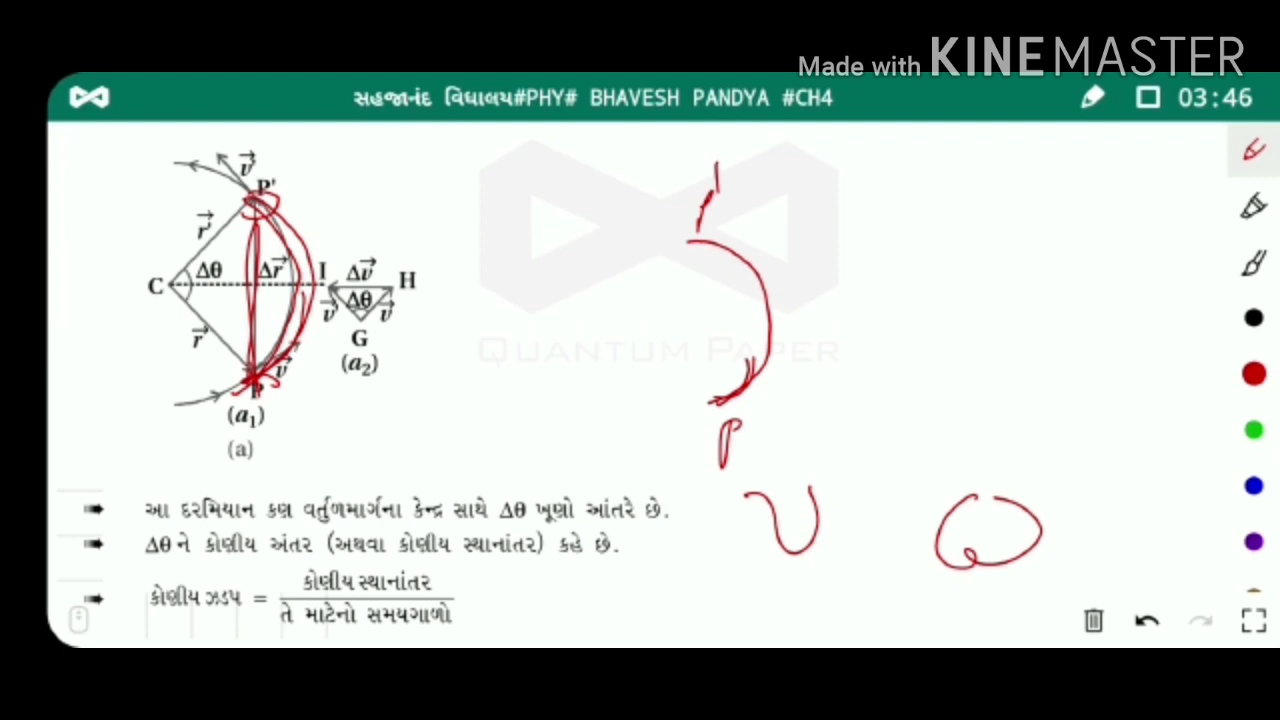 Made with KINEMASTER
સહજાનંદ વિદ્યાલય#PHY# BHAVESH PANDYA #CH4
03:46
v⃗'
P'
r⃗'
C Δθ Δr⃗ I Δv⃗ H
Δθ
v⃗' v⃗
r⃗
G
v⃗
P
(a₁)
(a₂)
(a)
QUANTUM PAPER
P
આ દરમિયાન કણ વર્તુળમાર્ગના કેન્દ્ર સાથે Δθ ખૂણો આંતરે છે.
Δθ ને કોણીય અંતર (અથવા કોણીય સ્થાનાંતર) કહે છે.
કોણીય ઝડપ = કોણીય સ્થાનાંતર
તે માટેનો સમયગાળો